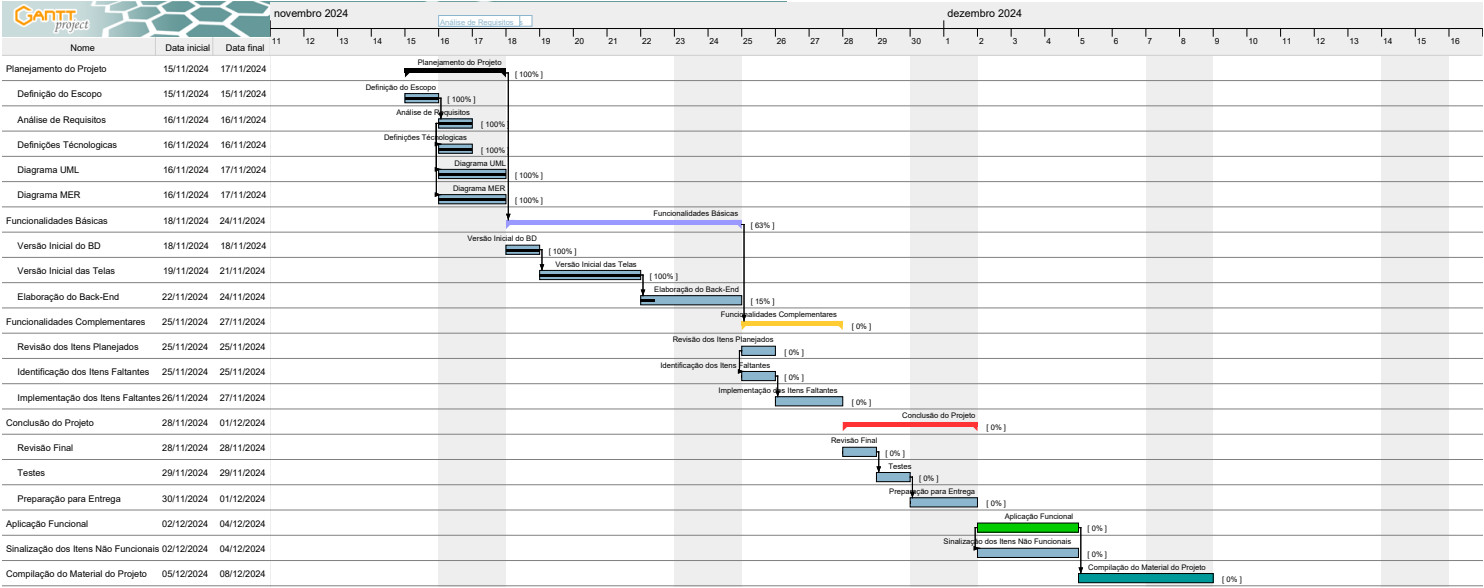 GANTT
project
novembro 2024
dezembro 2024
Análise de Requisitos
11 12 13 14 15 16 17 18 19 20 21 22 23 24 25 26 27 28 29 30 1 2 3 4 5 6 7 8 9 10 11 12 13 14 15 16
Nome Data inicial Data final
Planejamento do Projeto 15/11/2024 17/11/2024 Planejamento do Projeto [ 100% ]
Definição do Escopo 15/11/2024 15/11/2024 Definição do Escopo [ 100% ]
Análise de Requisitos 16/11/2024 16/11/2024 Análise de Requisitos [ 100%
Definições Técnologicas 16/11/2024 16/11/2024 Definições Técnologicas [ 100%
Diagrama UML 16/11/2024 17/11/2024 Diagrama UML [ 100% ]
Diagrama MER 16/11/2024 17/11/2024 Diagrama MER [ 100% ]
Funcionalidades Básicas 18/11/2024 24/11/2024 Funcionalidades Básicas [ 63% ]
Versão Inicial do BD 18/11/2024 18/11/2024 Versão Inicial do BD [ 100% ]
Versão Inicial das Telas 19/11/2024 21/11/2024 Versão Inicial das Telas [ 100% ]
Elaboração do Back-End 22/11/2024 24/11/2024 Elaboração do Back-End [ 15% ]
Funcionalidades Complementares 25/11/2024 27/11/2024 Funcionalidades Complementares [ 0% ]
Revisão dos Itens Planejados 25/11/2024 25/11/2024 Revisão dos Itens Planejados [ 0% ]
Identificação dos Itens Faltantes 25/11/2024 25/11/2024 Identificação dos Itens Faltantes [ 0% ]
Implementação dos Itens Faltantes 26/11/2024 27/11/2024 Implementação dos Itens Faltantes [ 0% ]
Conclusão do Projeto 28/11/2024 01/12/2024 Conclusão do Projeto [ 0% ]
Revisão Final 28/11/2024 28/11/2024 Revisão Final [ 0% ]
Testes 29/11/2024 29/11/2024 Testes [ 0% ]
Preparação para Entrega 30/11/2024 01/12/2024 Preparação para Entrega [ 0% ]
Aplicação Funcional 02/12/2024 04/12/2024 Aplicação Funcional [ 0% ]
Sinalização dos Itens Não Funcionais 02/12/2024 04/12/2024 Sinalização dos Itens Não Funcionais [ 0% ]
Compilação do Material do Projeto 05/12/2024 08/12/2024 Compilação do Material do Projeto [ 0% ]